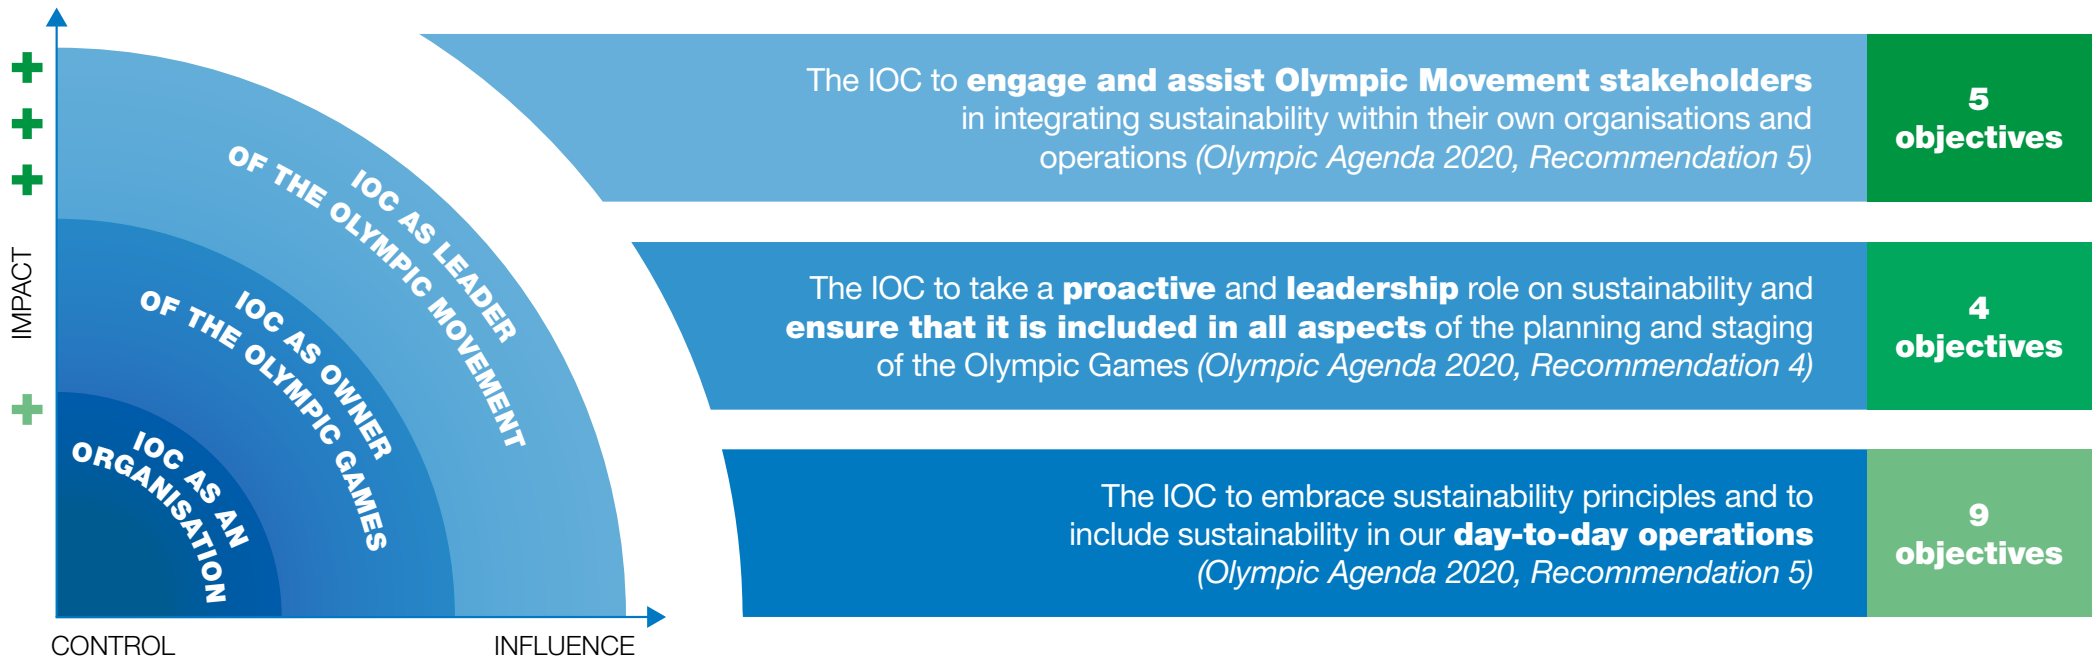 IMPACT
IOC AS LEADER
OF THE OLYMPIC MOVEMENT
IOC AS OWNER
OF THE OLYMPIC GAMES
IOC AS AN
ORGANISATION
CONTROL
INFLUENCE
The IOC to engage and assist Olympic Movement stakeholders
in integrating sustainability within their own organisations and
operations (Olympic Agenda 2020, Recommendation 5)
5
objectives
The IOC to take a proactive and leadership role on sustainability and
ensure that it is included in all aspects of the planning and staging
of the Olympic Games (Olympic Agenda 2020, Recommendation 4)
4
objectives
The IOC to embrace sustainability principles and to
include sustainability in our day-to-day operations
(Olympic Agenda 2020, Recommendation 5)
9
objectives